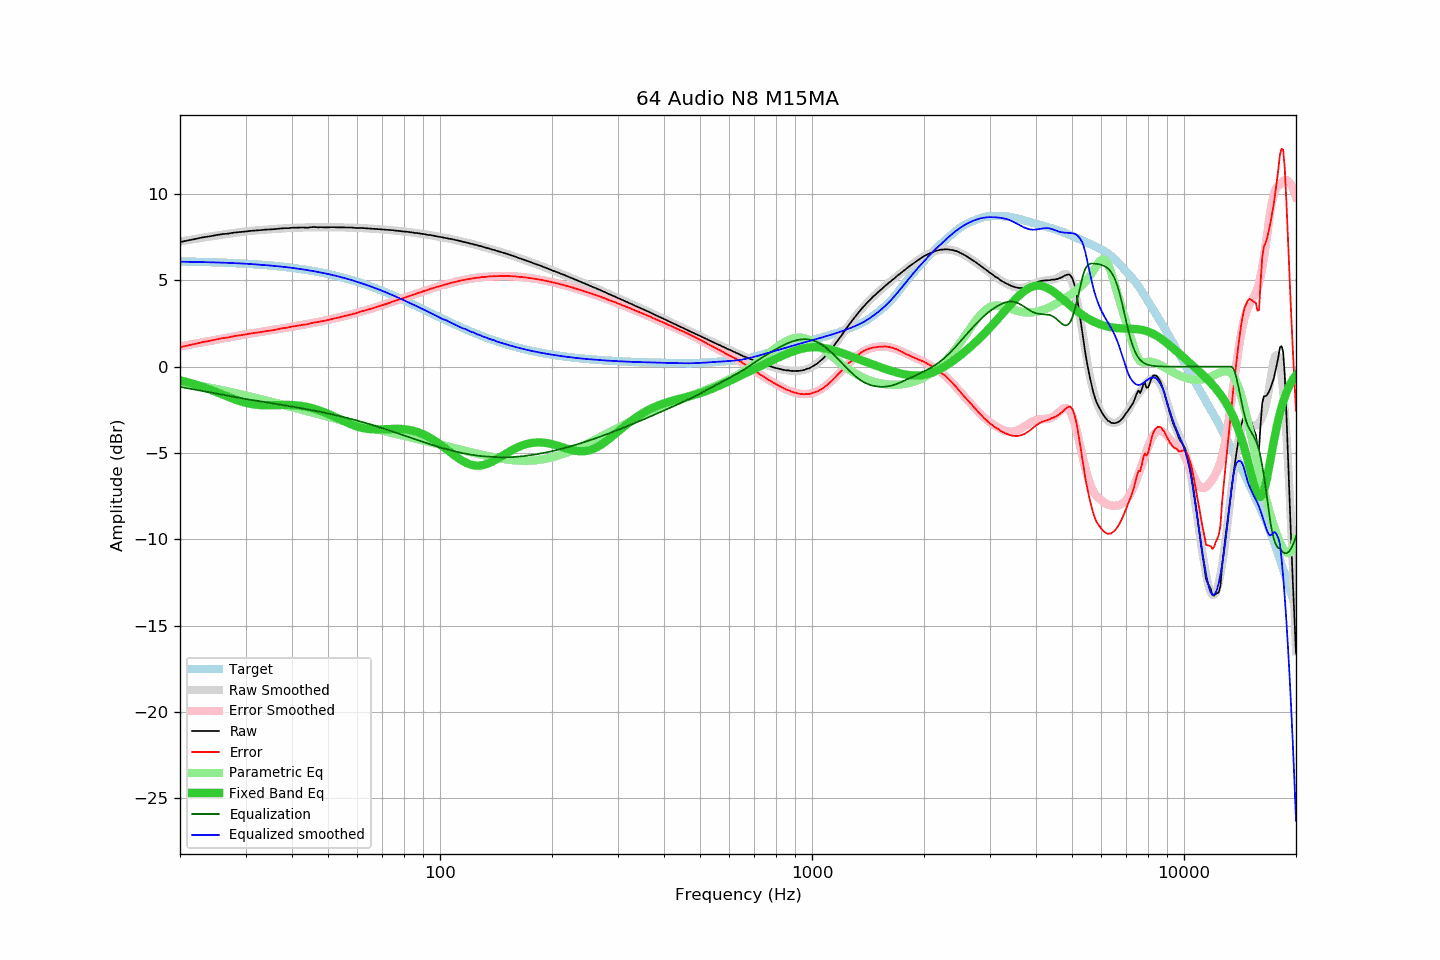 64 Audio N8 M15MA
Amplitude (dBr)
10
5
0
−5
−10
−15
−20
−25
Target
Raw Smoothed
Error Smoothed
Raw
Error
Parametric Eq
Fixed Band Eq
Equalization
Equalized smoothed
100 1000 10000
Frequency (Hz)